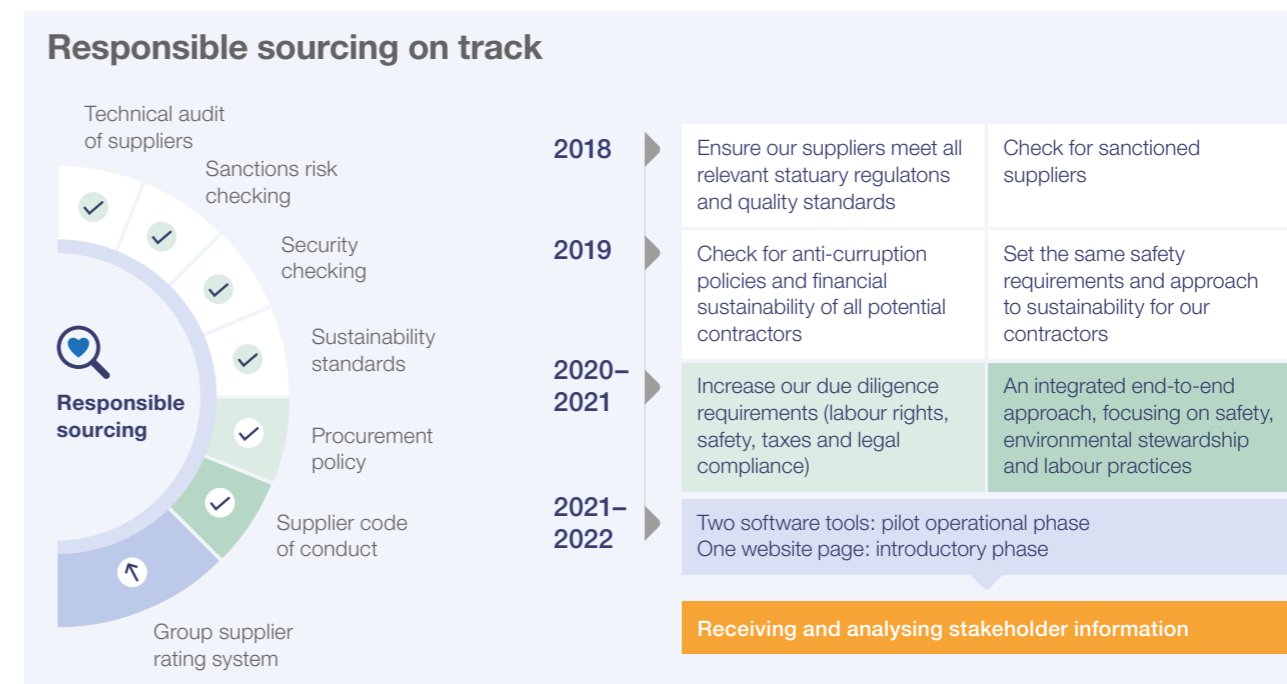 Responsible sourcing on track
Technical audit
of suppliers
Sanctions risk
checking
Security
checking
Sustainability
standards
Procurement
policy
Supplier code
of conduct
Group supplier
rating system
Responsible
sourcing
2018
Ensure our suppliers meet all
relevant statuary regulatons
and quality standards
Check for sanctioned
suppliers
2019
Check for anti-curruption
policies and financial
sustainability of all potential
contractors
Set the same safety
requirements and approach
to sustainability for our
contractors
2020–
2021
Increase our due diligence
requirements (labour rights,
safety, taxes and legal
compliance)
An integrated end-to-end
approach, focusing on safety,
environmental stewardship
and labour practices
2021–
2022
Two software tools: pilot operational phase
One website page: introductory phase
Receiving and analysing stakeholder information